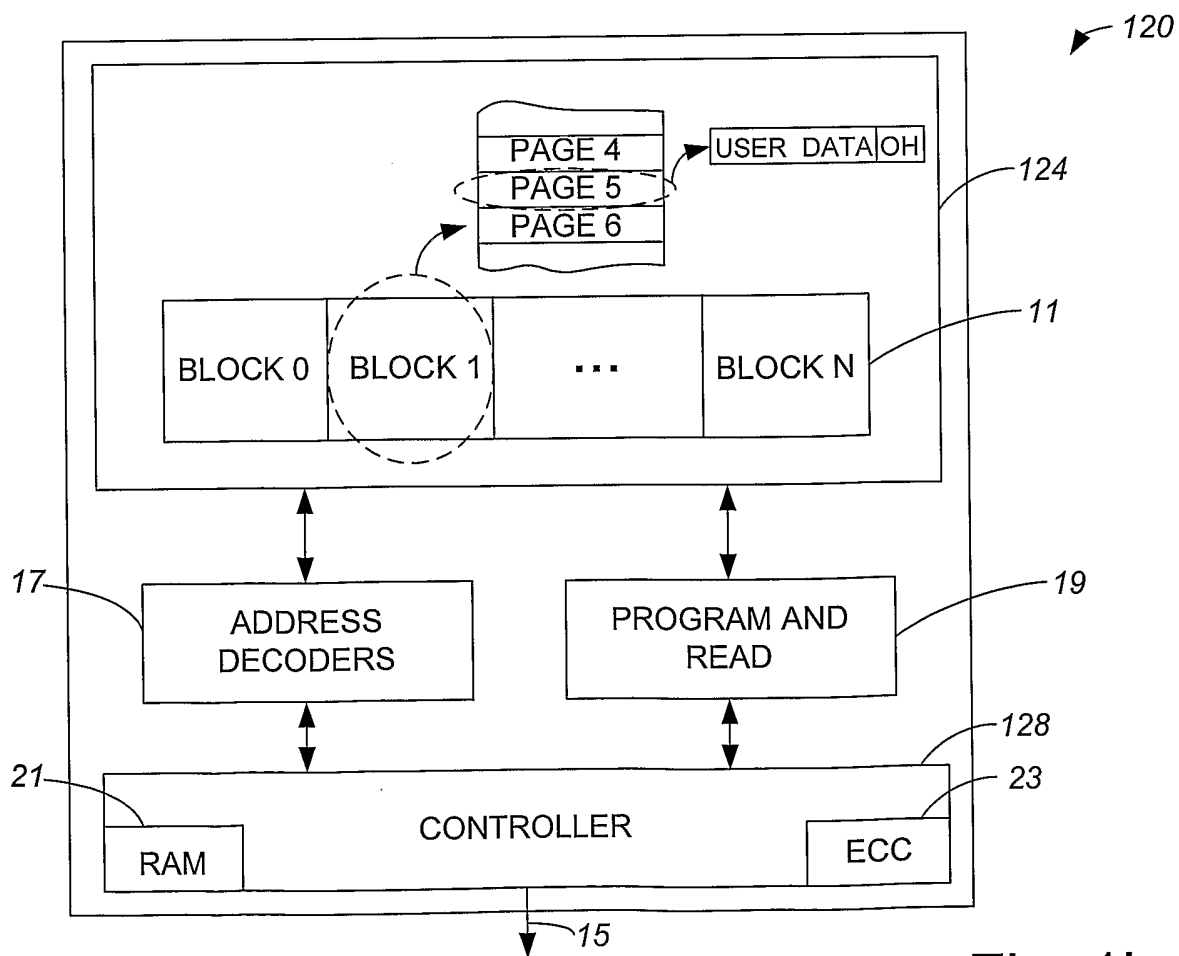 120
PAGE 4
USER DATA OH
PAGE 5
124
PAGE 6
11
BLOCK 0
BLOCK 1
...
BLOCK N
17
ADDRESS
DECODERS
PROGRAM AND
READ
19
128
21
23
CONTROLLER
RAM
ECC
15